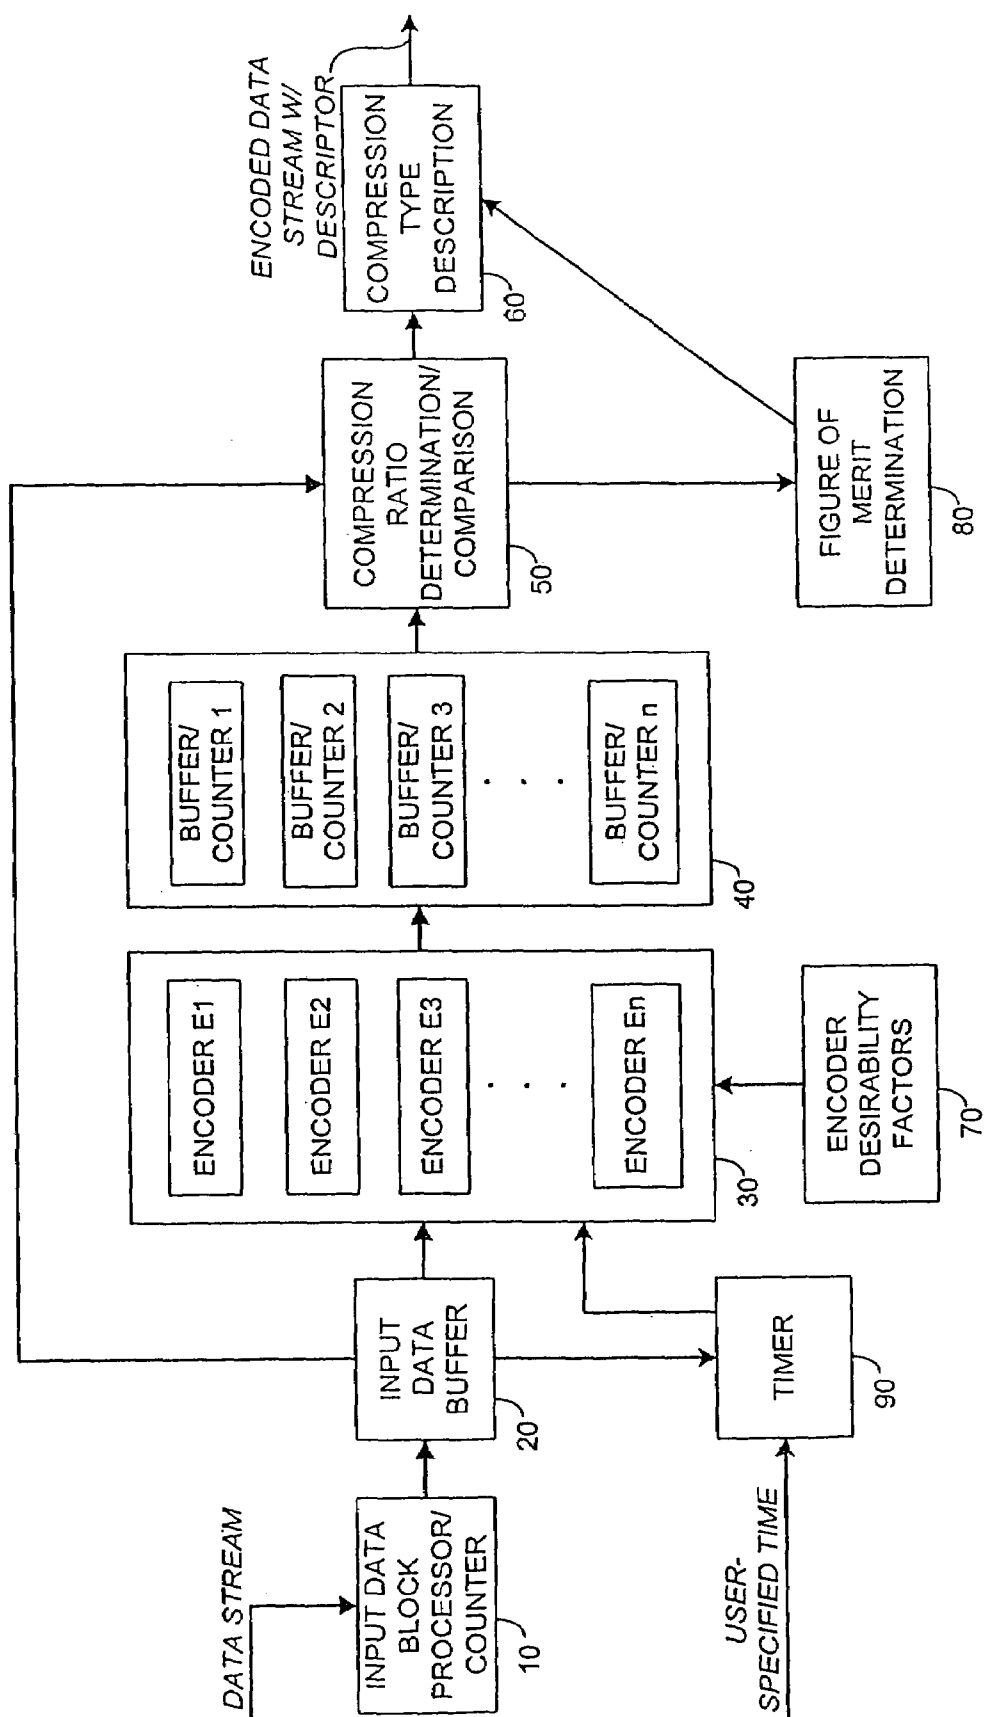 DATA STREAM
INPUT DATA
BLOCK
PROCESSOR/
COUNTER
10
INPUT
DATA
BUFFER
20
USER-
SPECIFIED TIME
TIMER
90
ENCODER E1
ENCODER E2
ENCODER E3
. . .
ENCODER En
30
ENCODER
DESIRABILITY
FACTORS
70
BUFFER/
COUNTER 1
BUFFER/
COUNTER 2
BUFFER/
COUNTER 3
. . .
BUFFER/
COUNTER n
40
COMPRESSION
RATIO
DETERMINATION/
COMPARISON
50
FIGURE OF
MERIT
DETERMINATION
80
COMPRESSION
TYPE
DESCRIPTION
60
ENCODED DATA
STREAM W/
DESCRIPTOR